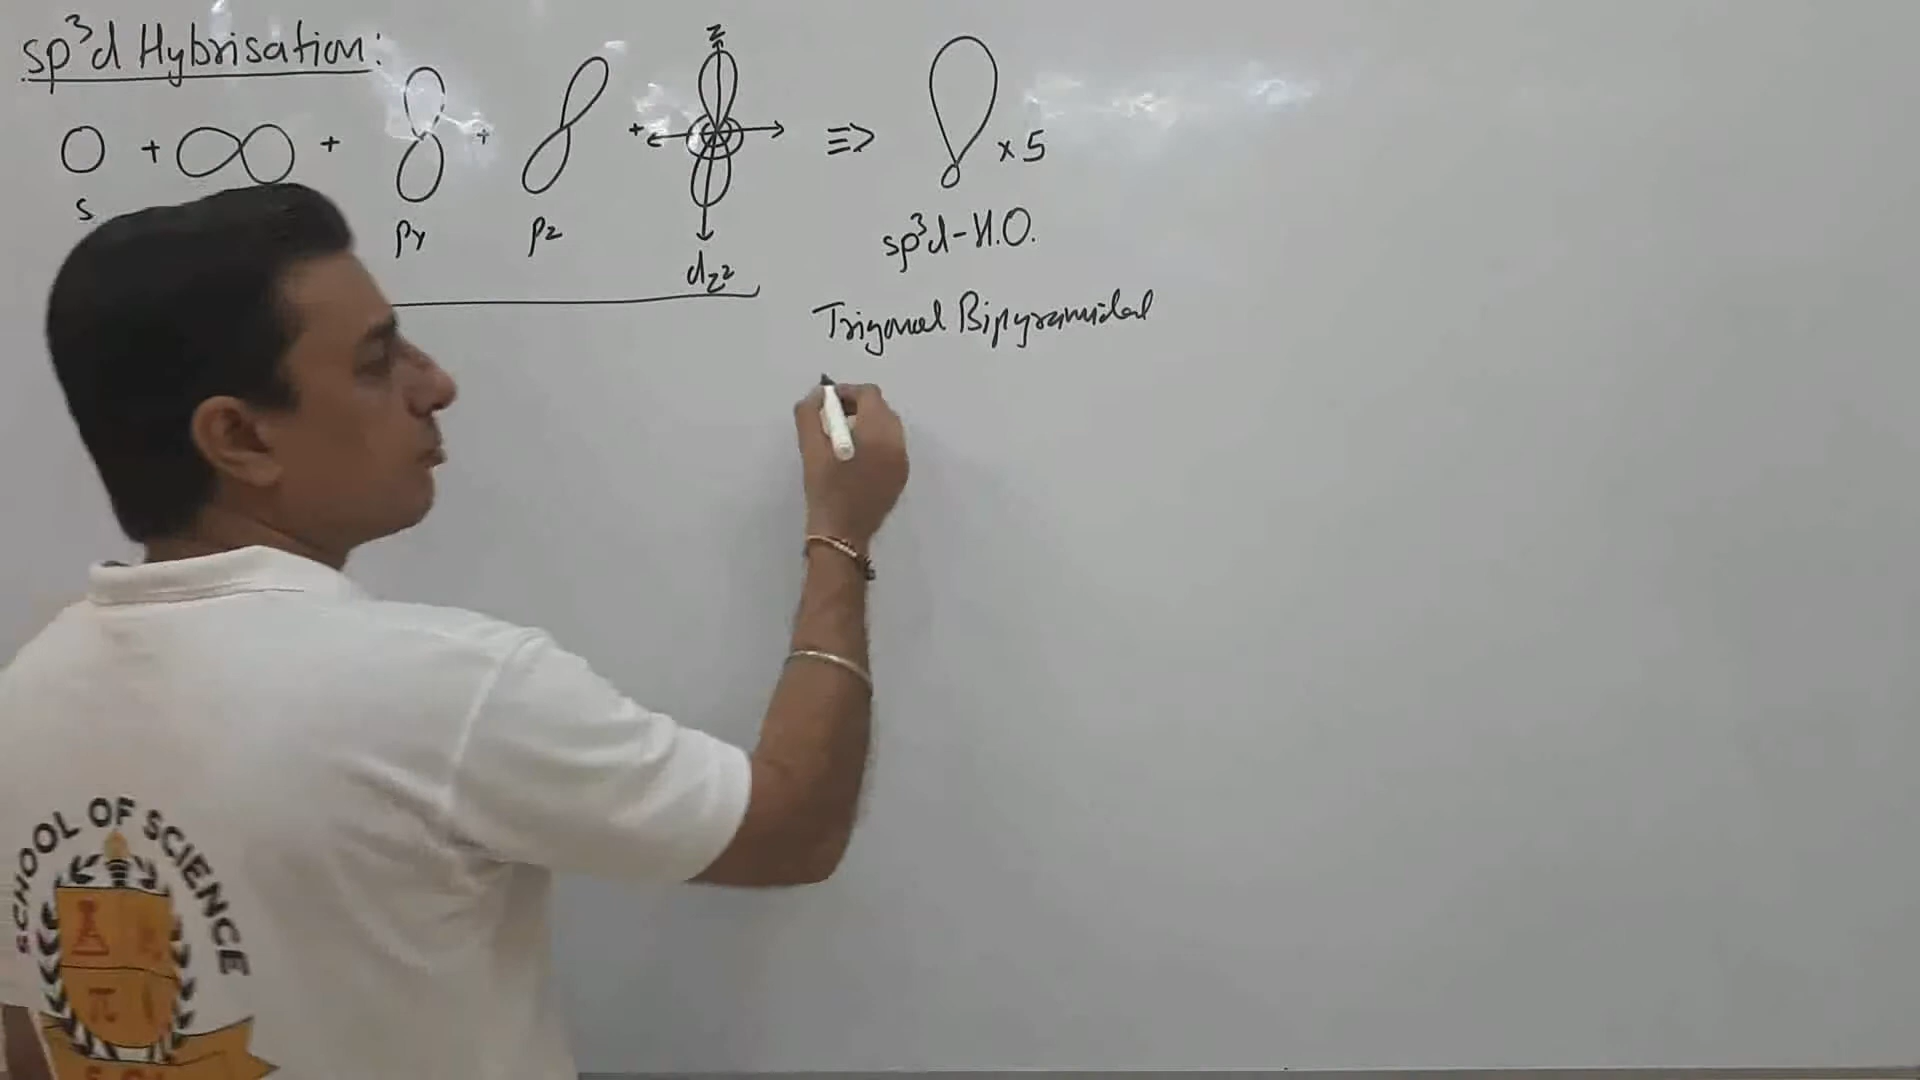 sp³d Hybrisation:
s + + py + pz + z dz² ≡> x 5
sp³d-H.O.
Trigonal Bipyramidal
SCHOOL OF SCIENCE
π